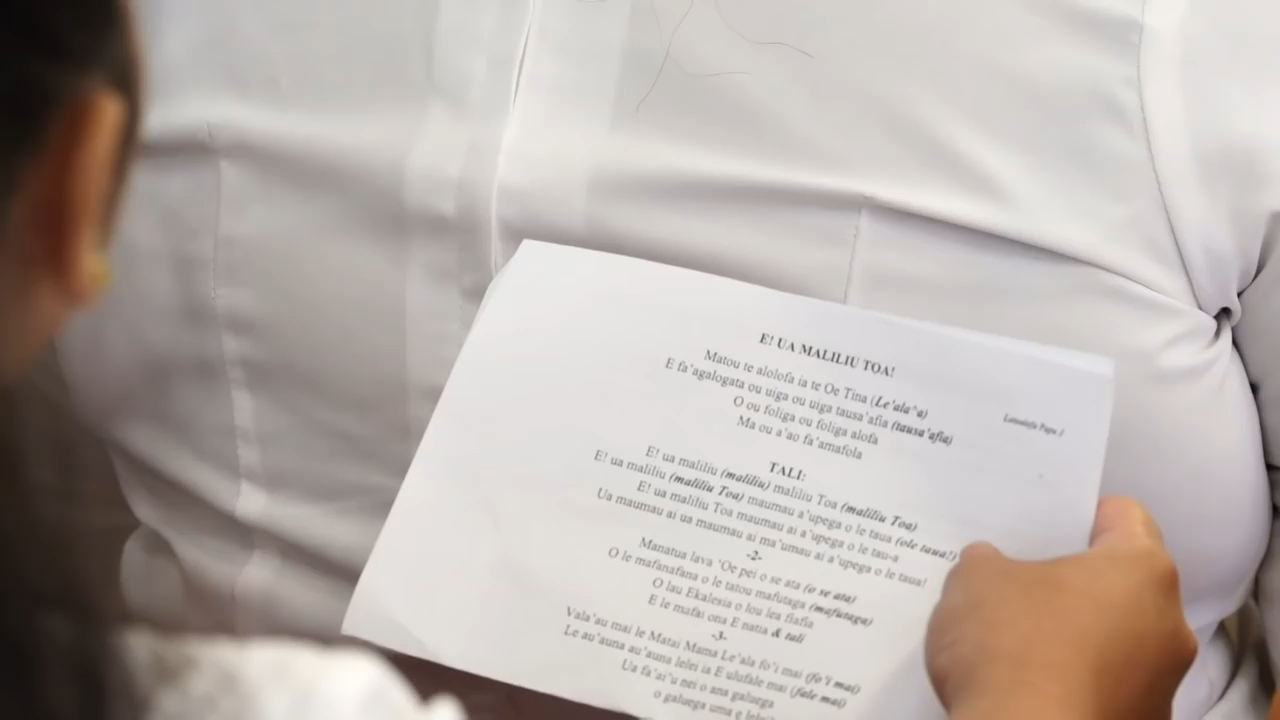 E! UA MALILIU TOA!
Matou te alolofa ia te Oe Tina (Le'ala^a)
E fa'agalogata ou uiga ou uiga tausa'afia (tausa'afia)
O ou foliga ou foliga alofa
Ma ou a'ao fa'amafola
TALI:
E! ua maliliu (maliliu) maliliu Toa (maliliu Toa)
E! ua maliliu (maliliu Toa) maumau a'upega o le taua (ole taua!)
E! ua maliliu Toa maumau ai a'upega o le tau-a
Ua maumau ai ua maumau ai ma'umau ai a'upega o le taua!
-2-
Manatua lava 'Oe pei o se ata (o se ata)
O le mafanafana o le tatou mafutaga (mafutaga)
O lau Ekalesia o lou lea fiafia
E le mafai ona E natia & tali
-3-
Vala'au mai le Matai Mama Le'ala fo'i mai (fo'i mai)
Le au'auna au'auna lelei ia E ulufale mai (fale mai)
Ua fa'ai'u nei o ana galuega
o galuega uma e lelei